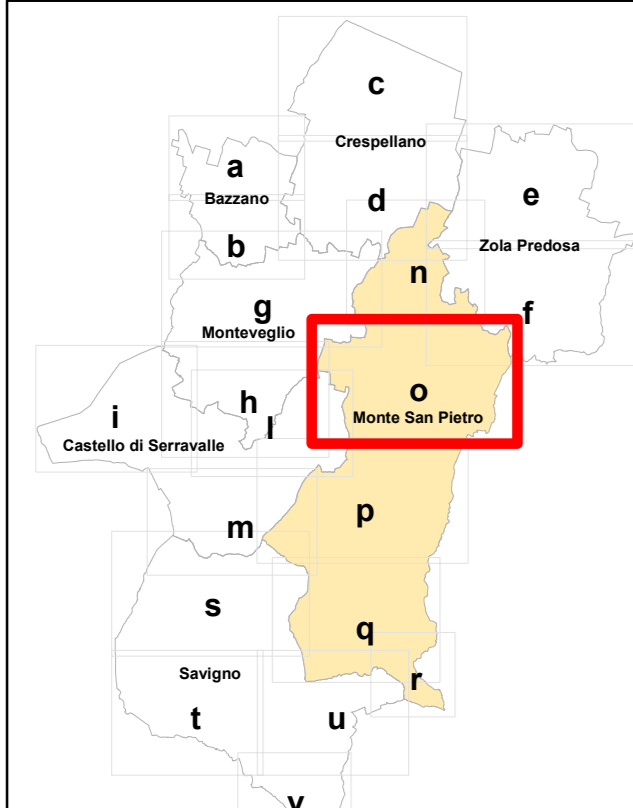 c
Crespellano
a
Bazzano
e
d
b
Zola Predosa
n
g
Monteveglio
f
o
Monte San Pietro
h
l
i
Castello di Serravalle
p
m
s
q
Savigno
r
t
u
v